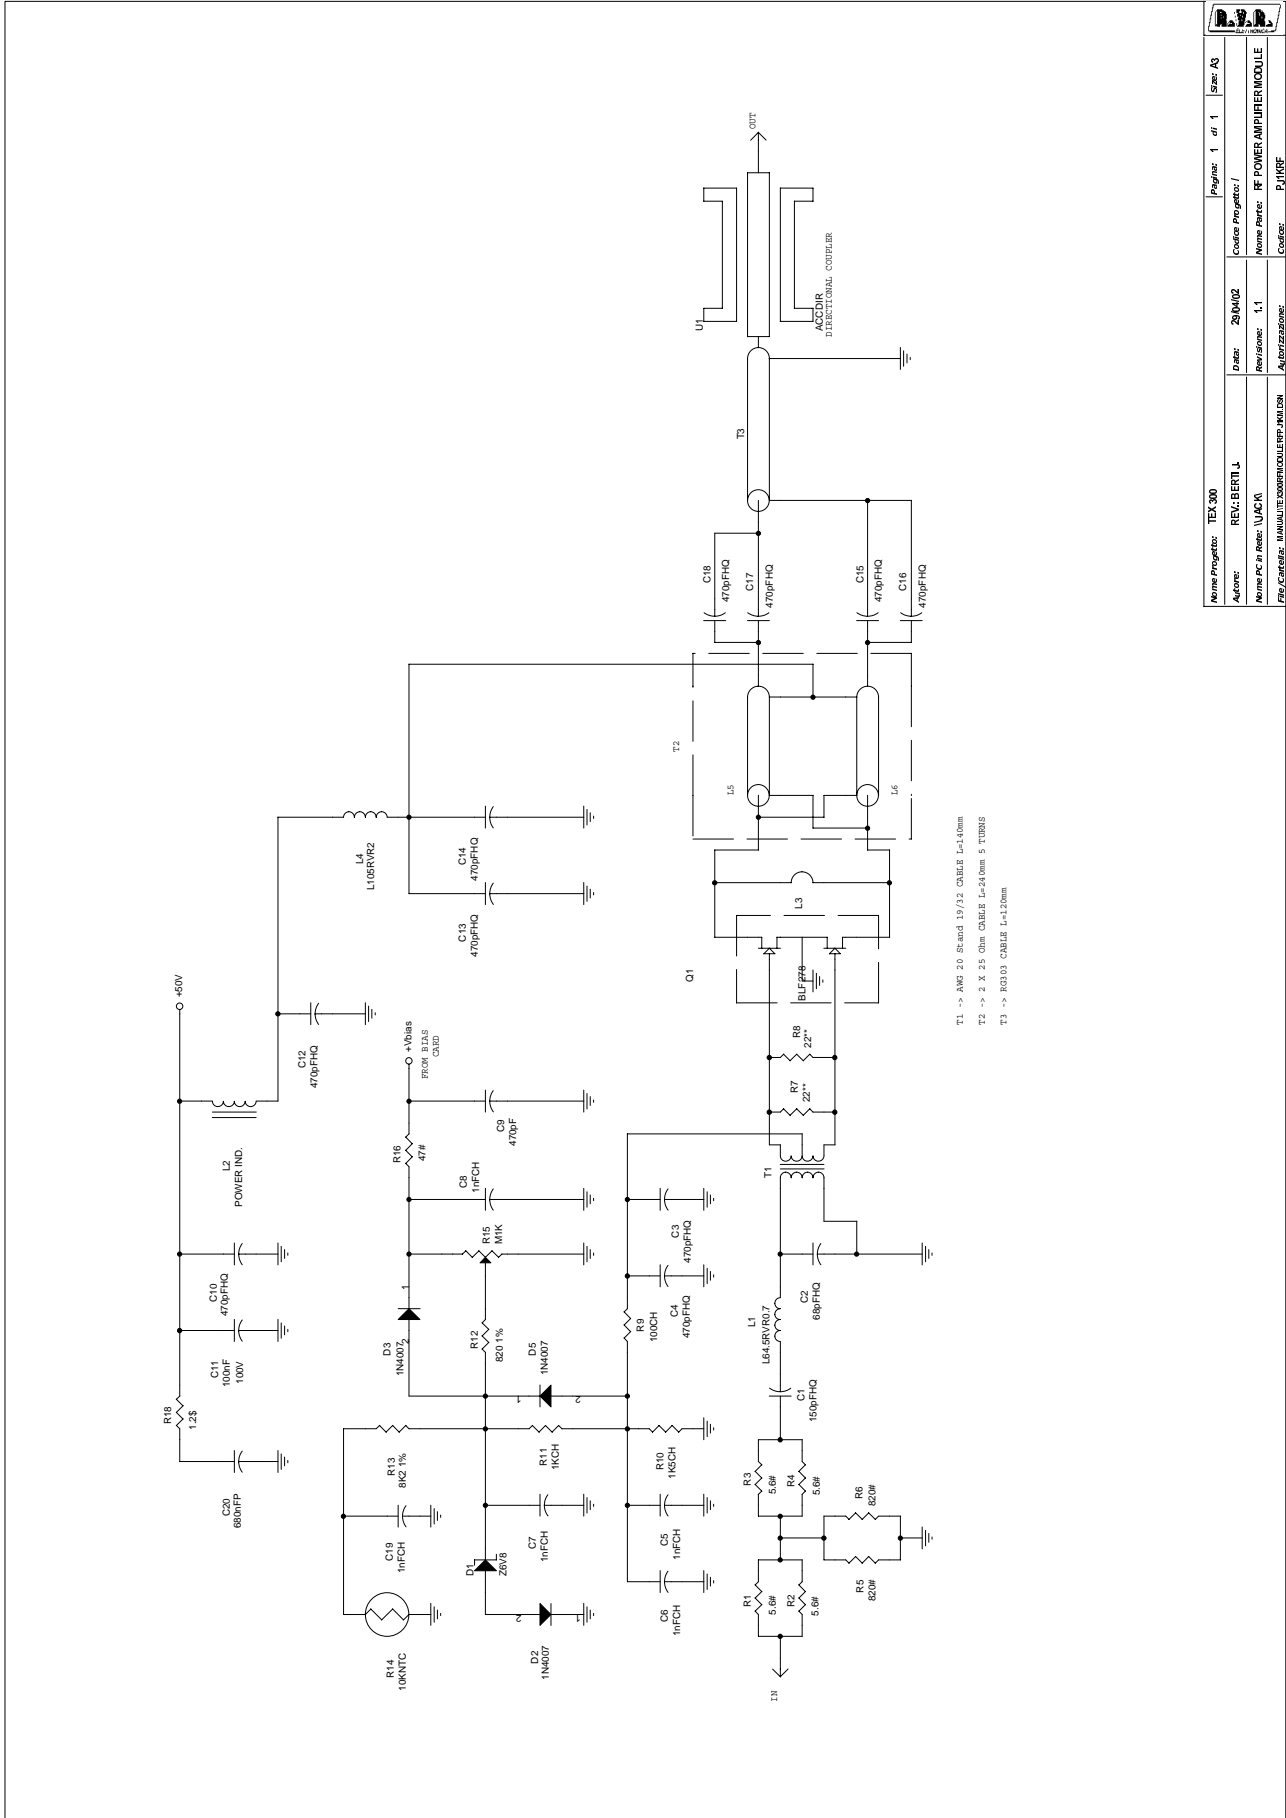 +50V
R18
1.2$
C20
680nFP
C11
100nF
100V
C10
470pFHQ
L2
POWER IND.
C12
470pFHQ
L4
L105RVR2
C13
470pFHQ
C14
470pFHQ
R14
10KNTC
C19
1nFCH
R13
8K2 1%
D3
1N4007
1
2
R12
820 1%
R15
M1K
C8
1nFCH
R16
47#
C9
470pF
+Vbias
FROM BIAS
CARD
D1
Z6V8
D2
1N4007
2
1
C7
1nFCH
R11
1KCH
D5
1N4007
1
2
C6
1nFCH
C5
1nFCH
R10
1K5CH
R9
100CH
C4
470pFHQ
C3
470pFHQ
IN
R1
5.6#
R2
5.6#
R5
820#
R6
820#
R3
5.6#
R4
5.6#
C1
150pFHQ
L1
L64.5RVR0.7
C2
68pFHQ
T1
R7
22**
R8
22**
Q1
BLF278
L3
T2
L5
L6
C18
470pFHQ
C17
470pFHQ
C15
470pFHQ
C16
470pFHQ
T3
U1
ACCDIR
DIRECTIONAL COUPLER
OUT
T1 -> AWG 20 Stand 19/32 CABLE L=140mm
T2 -> 2 X 25 Ohm CABLE L=240mm 5 TURNS
T3 -> RG303 CABLE L=120mm
Nome Progetto: TEX 300
Pagina: 1 di 1
Size: A3
Autore: REV.: BERTI J.
Data: 29/04/02
Codice Progetto: /
Nome PC in Rete: \\JACK\
Revisione: 1.1
Nome Parte: RF POWER AMPLIFIER MODULE
File/Cartella:
Autorizzazione:
Codice: PJ1KRF
R.V.R.
ELETTRONICA